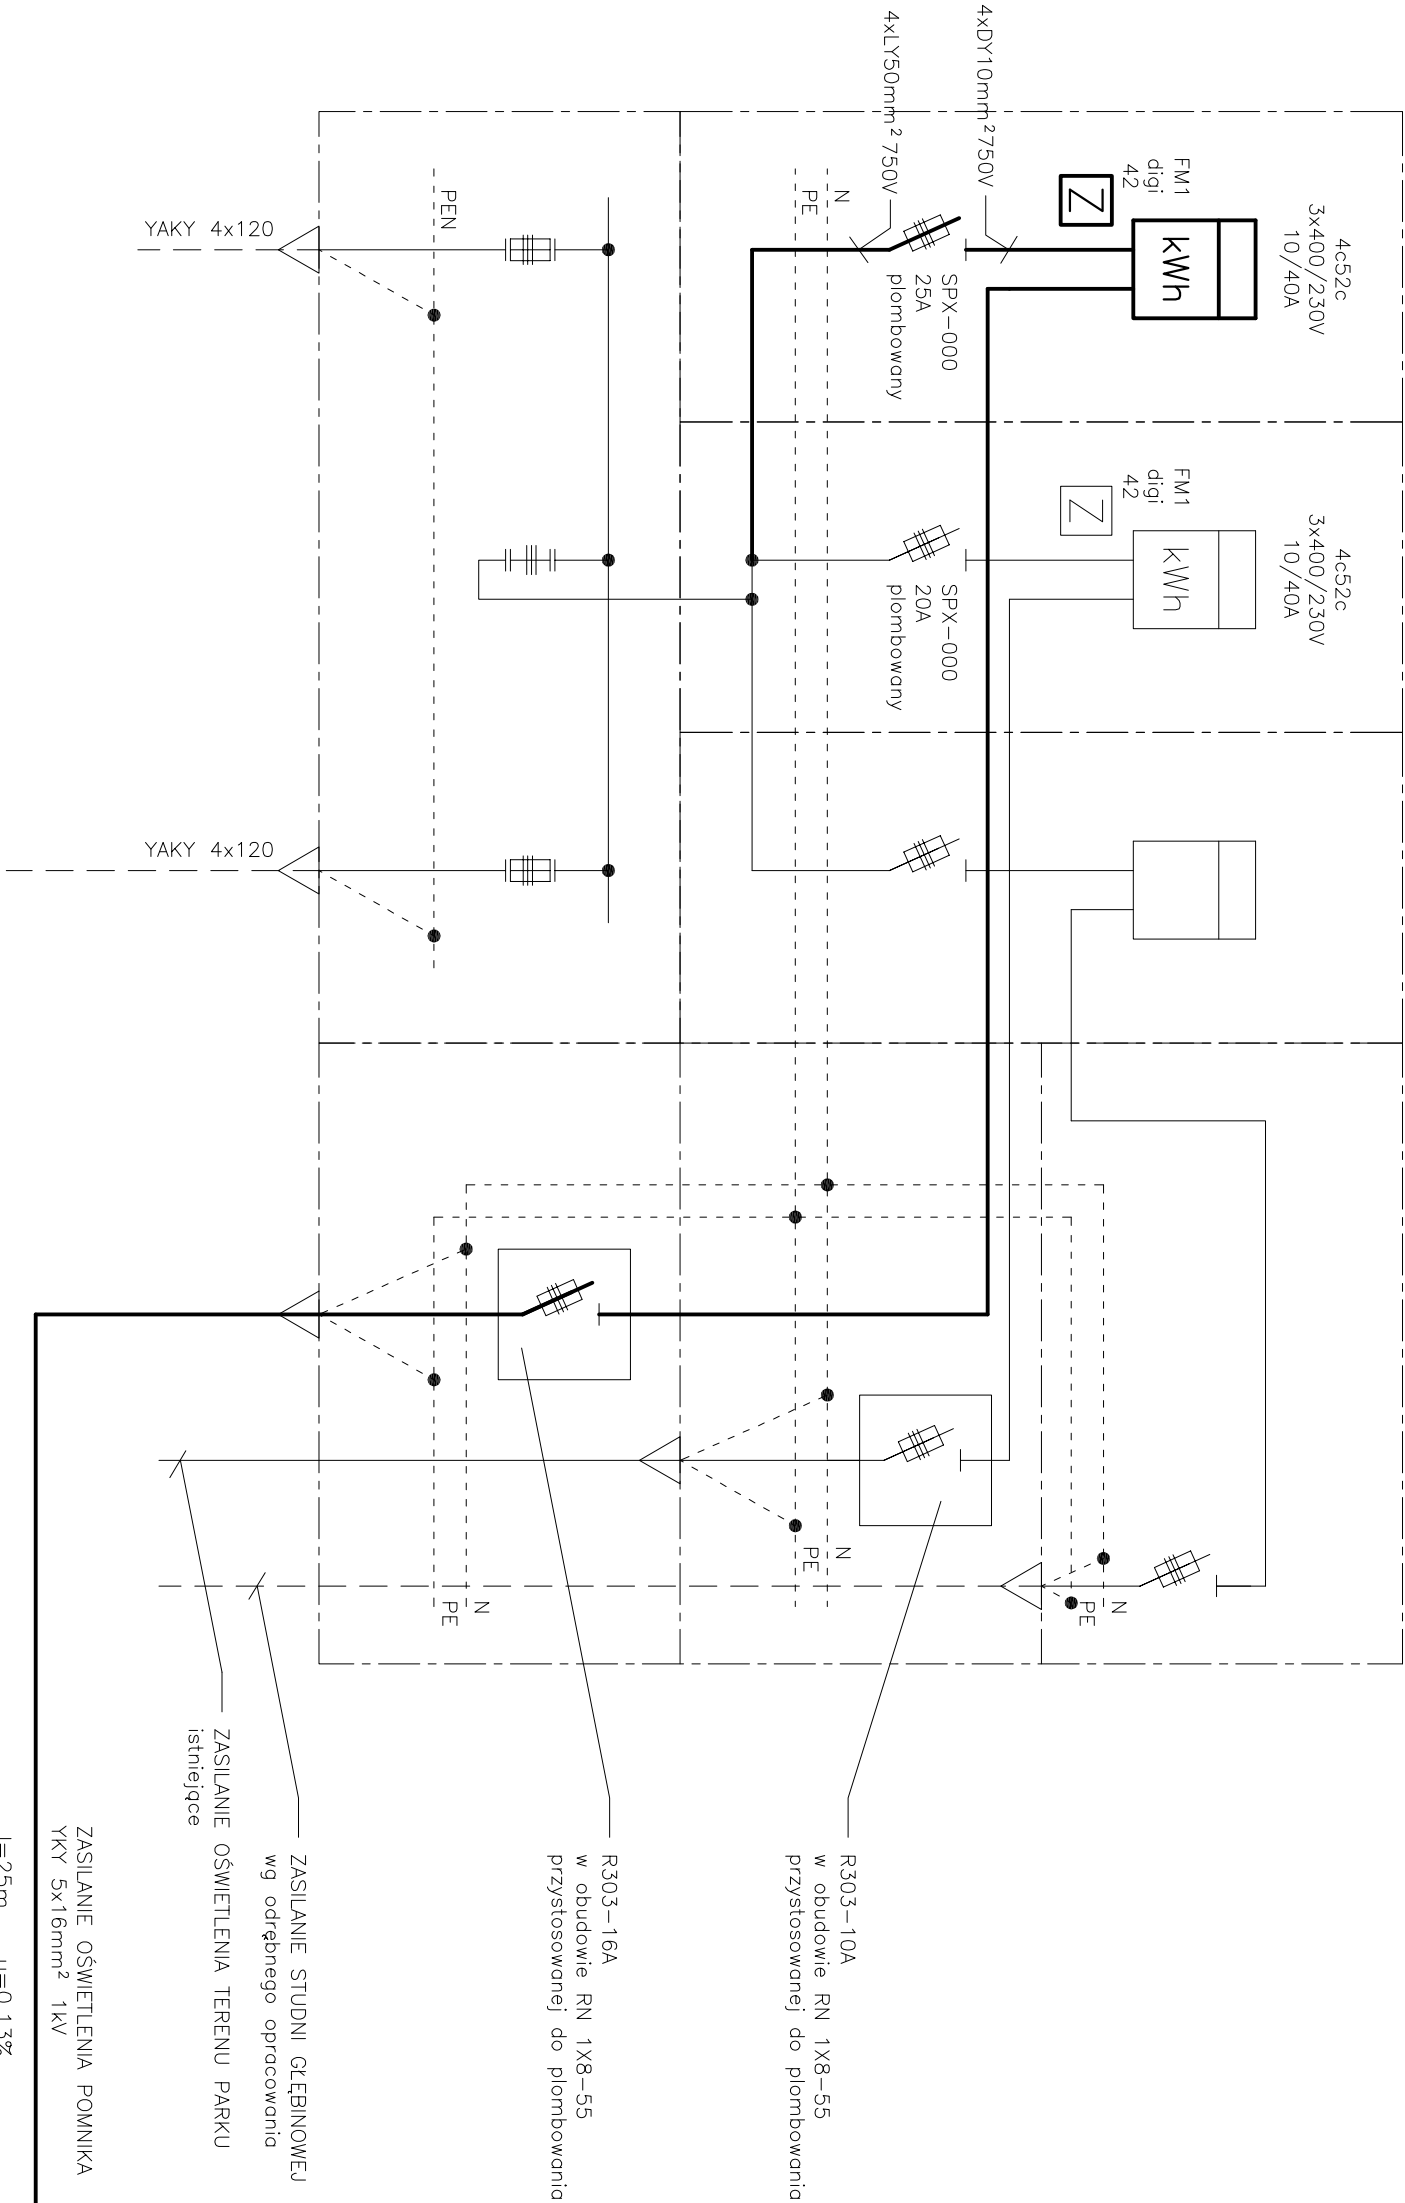 4c52c
3x400/230V
10/40A
FM1
digi
42
Z
kWh
4xDY10mm² 750V
4xLY50mm² 750V
SPX-000
25A
plombowany
N
PE
PEN
YAKY 4x120
4c52c
3x400/230V
10/40A
FM1
digi
42
Z
kWh
SPX-000
20A
plombowany
YAKY 4x120
N
PE
N
PE
N
PE
R303-10A
w obudowie RN 1X8-55
przystosowanej do plombowania
R303-16A
w obudowie RN 1X8-55
przystosowanej do plombowania
ZASILANIE STUDNI GŁĘBINOWEJ
wg odrębnego opracowania
ZASILANIE OŚWIETLENIA TERENU PARKU
istniejące
ZASILANIE OŚWIETLENIA POMNIKA
YKY 5x16mm² 1kV
l=25m u=0,13%